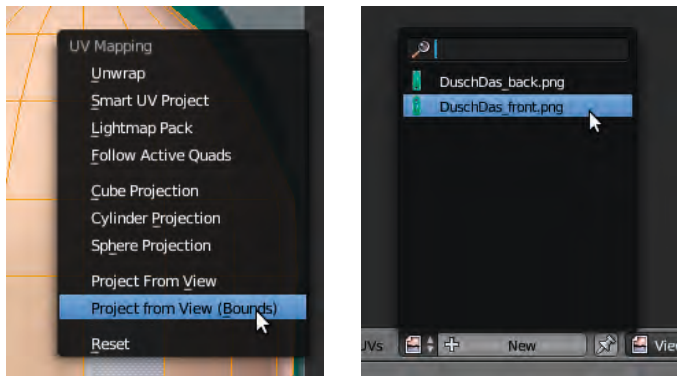 UV Mapping
Unwrap
Smart UV Project
Lightmap Pack
Follow Active Quads
Cube Projection
Cylinder Projection
Sphere Projection
Project From View
Project from View (Bounds)
Reset
DuschDas_back.png
DuschDas_front.png
UVs
New
Vie